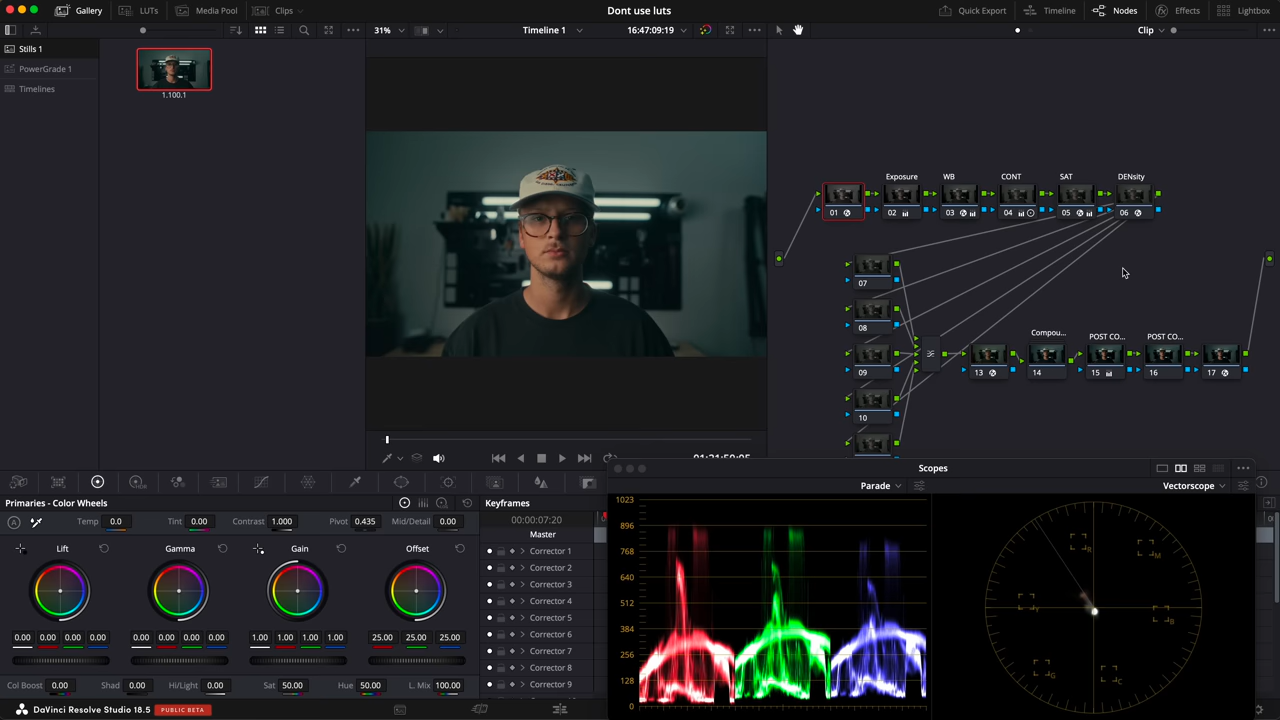 Gallery LUTs Media Pool Clips Dont use luts Quick Export Timeline Nodes Effects Lightbox
31% Timeline 1 16:47:09:19 Clip
Stills 1
PowerGrade 1
Timelines
1.100.1
Exposure WB CONT SAT DENsity
01 02 03 04 05 06
07
08
Compou... POST CO... POST CO...
09 13 14 15 16 17
10
Scopes
Parade Vectorscope
Primaries - Color Wheels Keyframes
Temp 0.0 Tint 0.00 Contrast 1.000 Pivot 0.435 Mid/Detail 0.00 00:00:07:20
Master
Lift Gamma Gain Offset
Corrector 1
Corrector 2
Corrector 3
Corrector 4
Corrector 5
Corrector 6
Corrector 7
Corrector 8
Corrector 9
0.00 0.00 0.00 0.00 0.00 0.00 0.00 0.00 1.00 1.00 1.00 1.00 25.00 25.00 25.00
Col Boost 0.00 Shad 0.00 Hi/Light 0.00 Sat 50.00 Hue 50.00 L. Mix 100.00
1023
896
768
640
512
384
256
128
0
R M
Y B
G C
DaVinci Resolve Studio 18.5 PUBLIC BETA